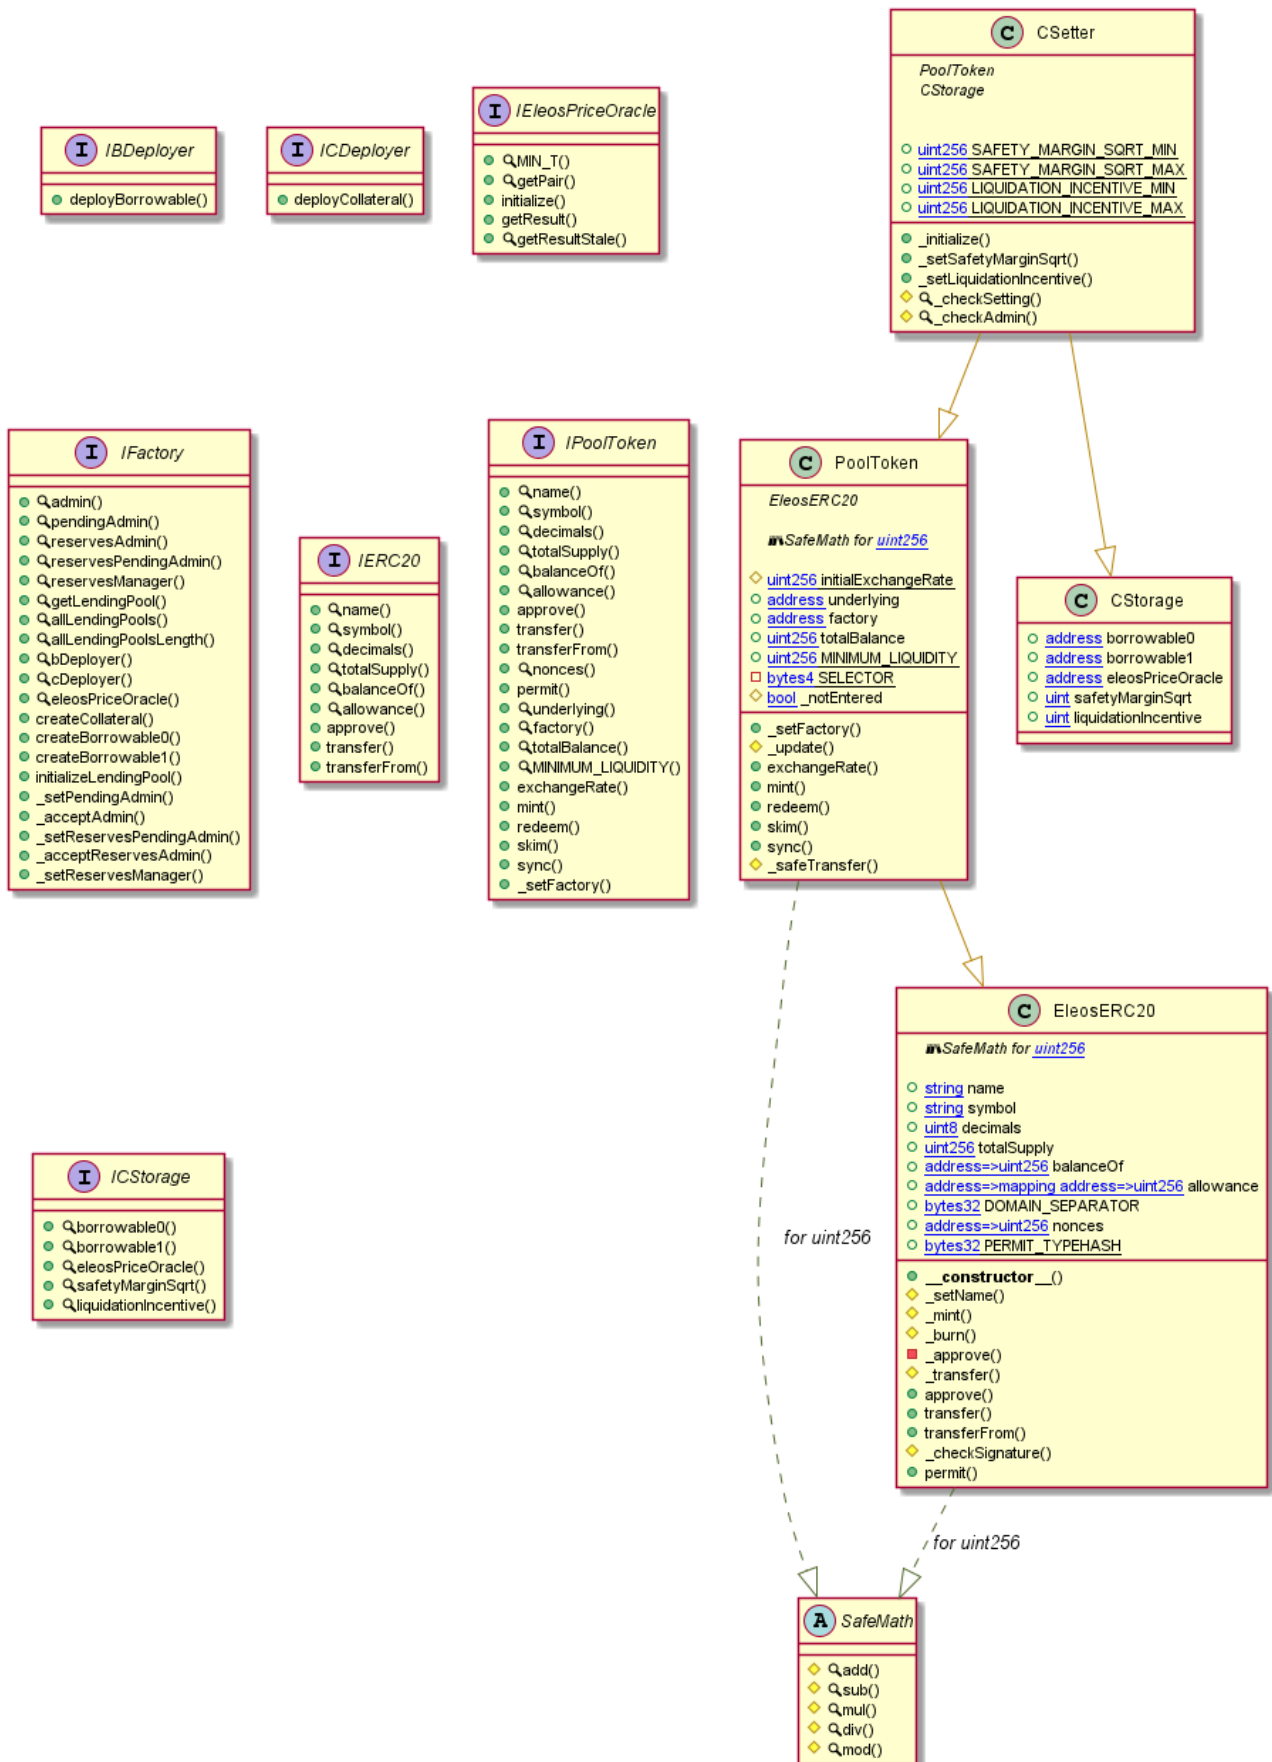 C CSetter
PoolToken
CStorage
uint256 SAFETY_MARGIN_SQRT_MIN
uint256 SAFETY_MARGIN_SQRT_MAX
uint256 LIQUIDATION_INCENTIVE_MIN
uint256 LIQUIDATION_INCENTIVE_MAX
_initialize()
_setSafetyMarginSqrt()
_setLiquidationIncentive()
_checkSetting()
_checkAdmin()
I IBDeployer
deployBorrowable()
I ICDeployer
deployCollateral()
I IEleosPriceOracle
MIN_T()
getPair()
initialize()
getResult()
getResultStale()
I IFactory
admin()
pendingAdmin()
reservesAdmin()
reservesPendingAdmin()
reservesManager()
getLendingPool()
allLendingPools()
allLendingPoolsLength()
bDeployer()
cDeployer()
eleosPriceOracle()
createCollateral()
createBorrowable0()
createBorrowable1()
initializeLendingPool()
_setPendingAdmin()
_acceptAdmin()
_setReservesPendingAdmin()
_acceptReservesAdmin()
_setReservesManager()
I IERC20
name()
symbol()
decimals()
totalSupply()
balanceOf()
allowance()
approve()
transfer()
transferFrom()
I IPoolToken
name()
symbol()
decimals()
totalSupply()
balanceOf()
allowance()
approve()
transfer()
transferFrom()
nonces()
permit()
underlying()
factory()
totalBalance()
MINIMUM_LIQUIDITY()
exchangeRate()
mint()
redeem()
skim()
sync()
_setFactory()
C PoolToken
EleosERC20
SafeMath for uint256
uint256 initialExchangeRate
address underlying
address factory
uint256 totalBalance
uint256 MINIMUM_LIQUIDITY
bytes4 SELECTOR
bool _notEntered
_setFactory()
_update()
exchangeRate()
mint()
redeem()
skim()
sync()
_safeTransfer()
C CStorage
address borrowable0
address borrowable1
address eleosPriceOracle
uint safetyMarginSqrt
uint liquidationIncentive
C EleosERC20
SafeMath for uint256
string name
string symbol
uint8 decimals
uint256 totalSupply
address=>uint256 balanceOf
address=>mapping address=>uint256 allowance
bytes32 DOMAIN_SEPARATOR
address=>uint256 nonces
bytes32 PERMIT_TYPEHASH
__constructor__()
_setName()
_mint()
_burn()
_approve()
_transfer()
approve()
transfer()
transferFrom()
_checkSignature()
permit()
I ICStorage
borrowable0()
borrowable1()
eleosPriceOracle()
safetyMarginSqrt()
liquidationIncentive()
for uint256
for uint256
A SafeMath
add()
sub()
mul()
div()
mod()